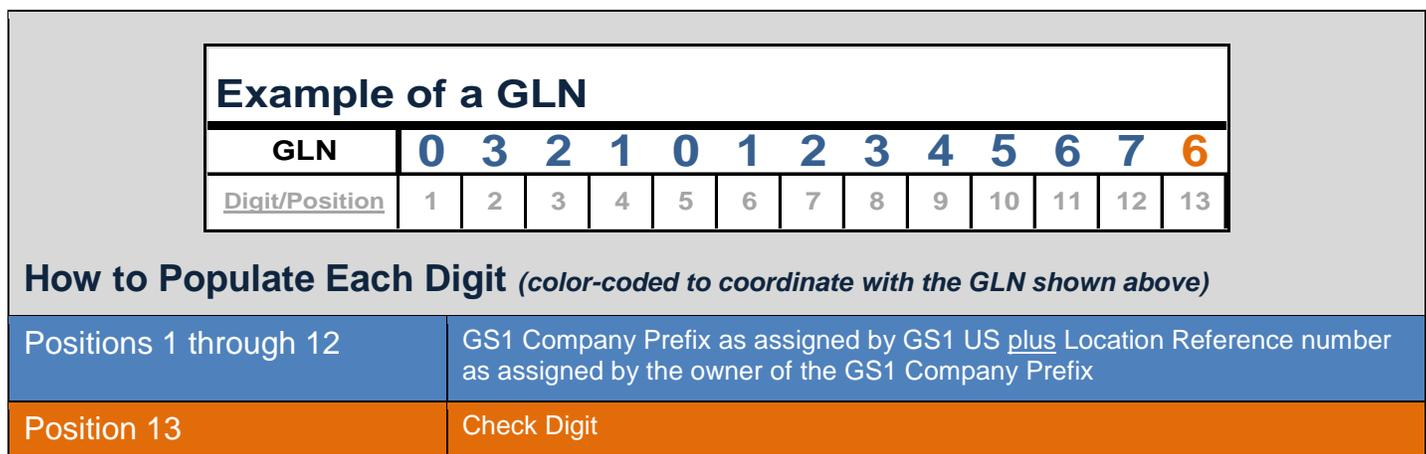 Example of a GLN
GLN 0 3 2 1 0 1 2 3 4 5 6 7 6
Digit/Position 1 2 3 4 5 6 7 8 9 10 11 12 13
How to Populate Each Digit (color-coded to coordinate with the GLN shown above)
Positions 1 through 12 GS1 Company Prefix as assigned by GS1 US plus Location Reference number
as assigned by the owner of the GS1 Company Prefix
Position 13 Check Digit